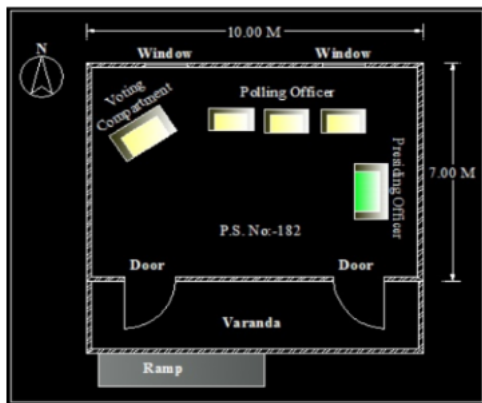 10.00 M
N
Window
Window
Voting
Compartment
Polling Officer
Presiding Officer
7.00 M
P.S. No:-182
Door
Door
Varanda
Ramp